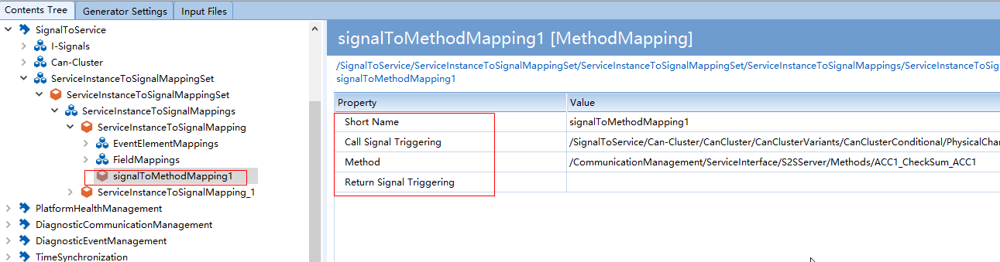 Contents Tree
Generator Settings
Input Files
SignalToService
I-Signals
Can-Cluster
ServiceInstanceToSignalMappingSet
ServiceInstanceToSignalMappingSet
ServiceInstanceToSignalMappings
ServiceInstanceToSignalMapping
EventElementMappings
FieldMappings
signalToMethodMapping1
ServiceInstanceToSignalMapping_1
PlatformHealthManagement
DiagnosticCommunicationManagement
DiagnosticEventManagement
TimeSynchronization
signalToMethodMapping1 [MethodMapping]
/SignalToService/ServiceInstanceToSignalMappingSet/ServiceInstanceToSignalMappingSet/ServiceInstanceToSignalMappings/ServiceInstanceToSig
signalToMethodMapping1
Property Value
Short Name signalToMethodMapping1
Call Signal Triggering /SignalToService/Can-Cluster/CanCluster/CanClusterVariants/CanClusterConditional/PhysicalChan
Method /CommunicationManagement/ServiceInterface/S2SServer/Methods/ACC1_CheckSum_ACC1
Return Signal Triggering